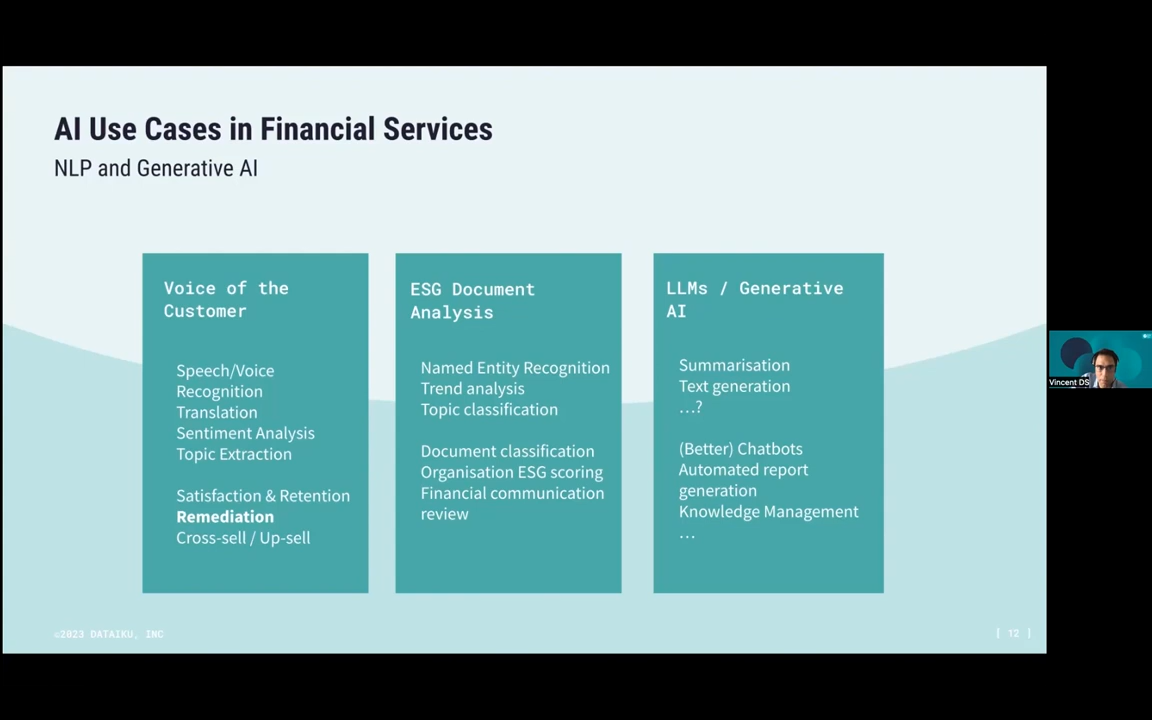 AI Use Cases in Financial Services
NLP and Generative AI
Voice of the
Customer
Speech/Voice
Recognition
Translation
Sentiment Analysis
Topic Extraction
Satisfaction & Retention
Remediation
Cross-sell / Up-sell
ESG Document
Analysis
Named Entity Recognition
Trend analysis
Topic classification
Document classification
Organisation ESG scoring
Financial communication
review
LLMs / Generative
AI
Summarisation
Text generation
…?
(Better) Chatbots
Automated report
generation
Knowledge Management
…
Vincent DS
©2023 DATAIKU, INC
[ 12 ]